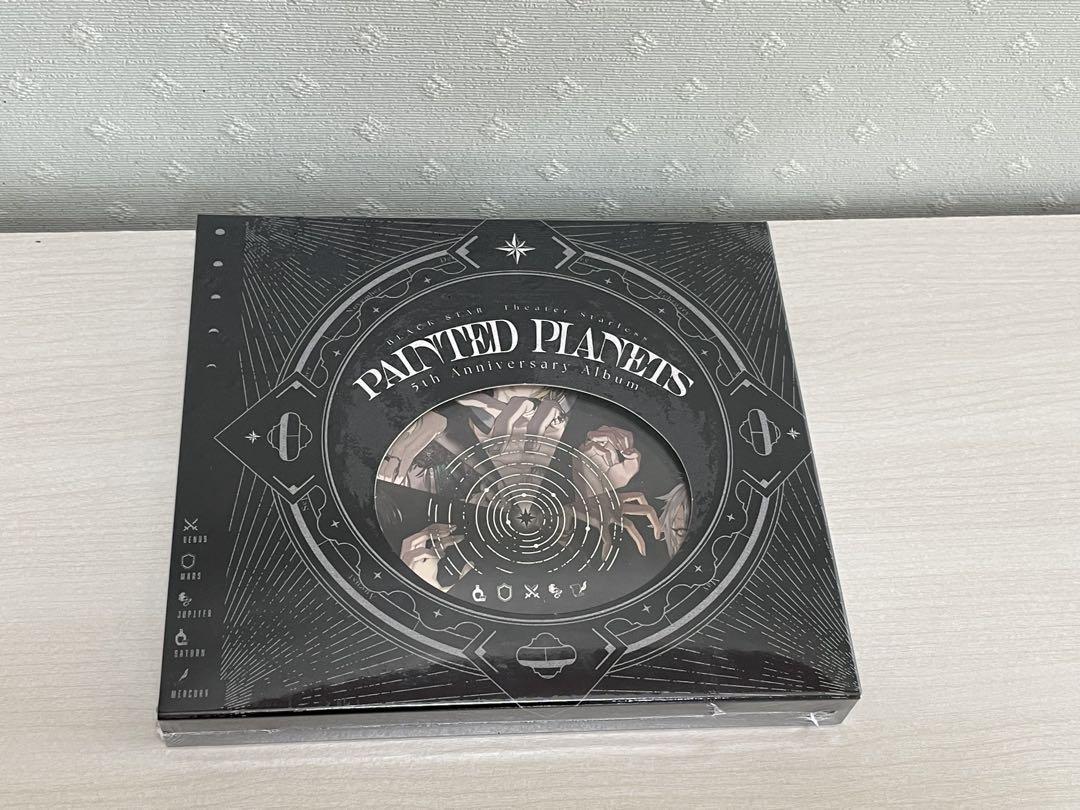 BLACK STAR Theater Starless
PAINTED PLANETS
5th Anniversary Album
VENUS
MARS
JUPITER
SATURN
MERCURY